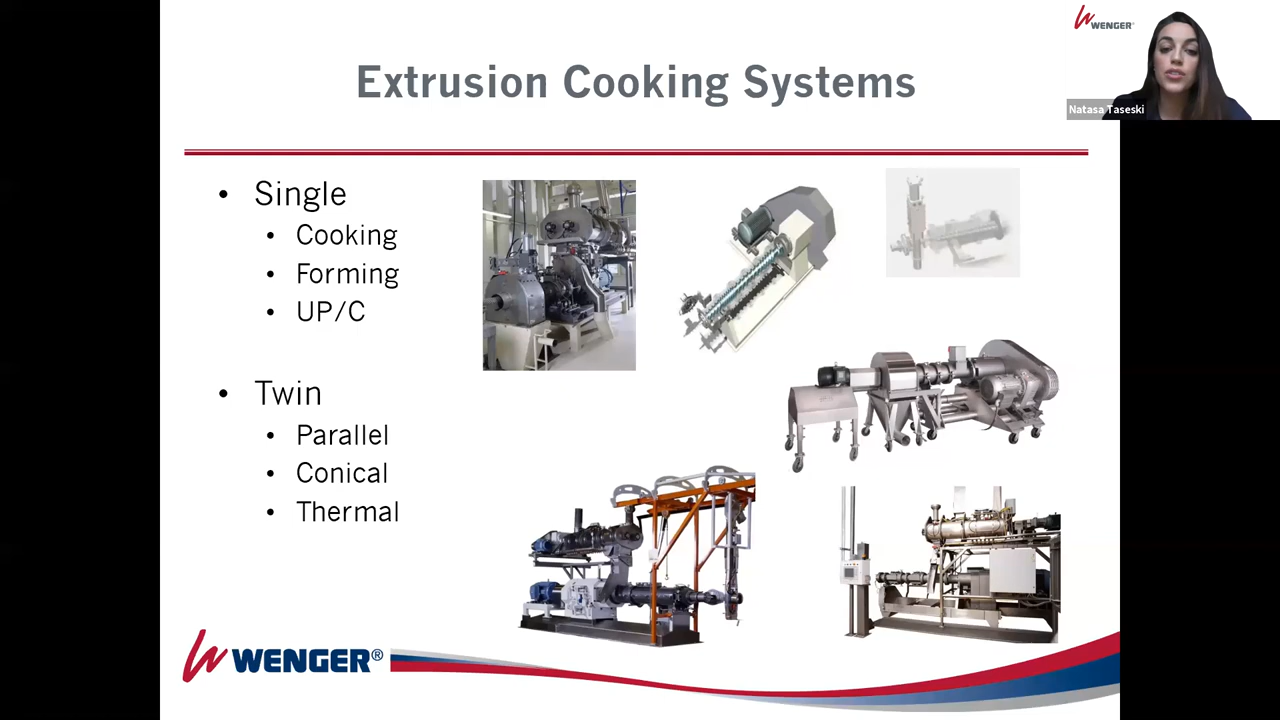 WENGER
Natasa Taseski
Extrusion Cooking Systems
• Single
• Cooking
• Forming
• UP/C
• Twin
• Parallel
• Conical
• Thermal
WENGER®